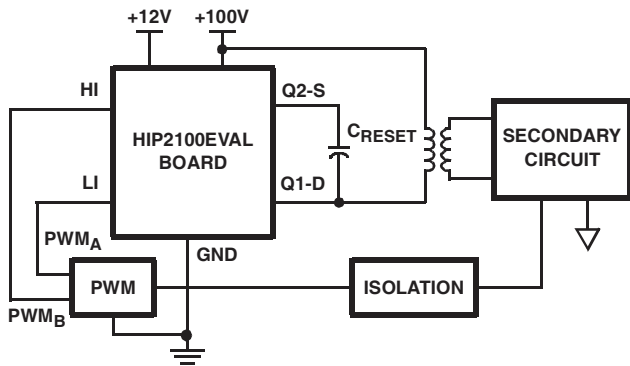 +12V
+100V
HI
Q2-S
HIP2100EVAL
BOARD
CRESET
SECONDARY
CIRCUIT
LI
Q1-D
PWMA
GND
PWM
ISOLATION
PWMB